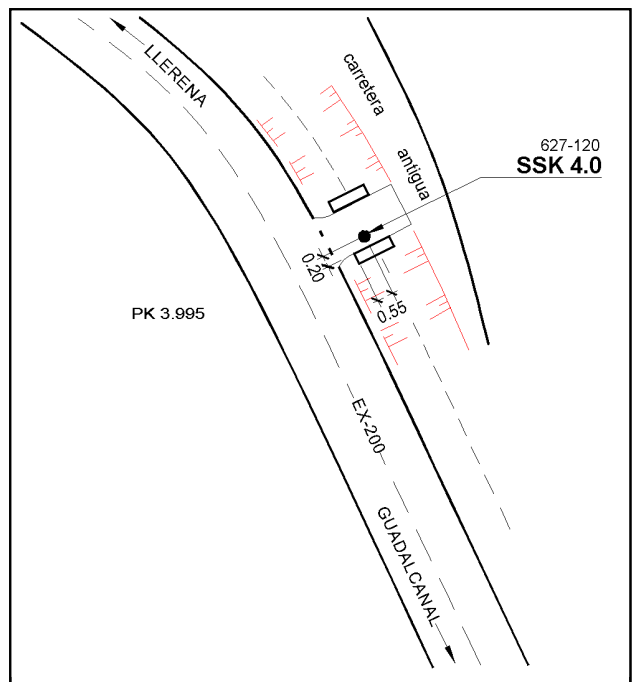 LLERENA
carretera
antigua
627-120
SSK 4.0
0.20
0.55
PK 3.995
EX-200
GUADALCANAL